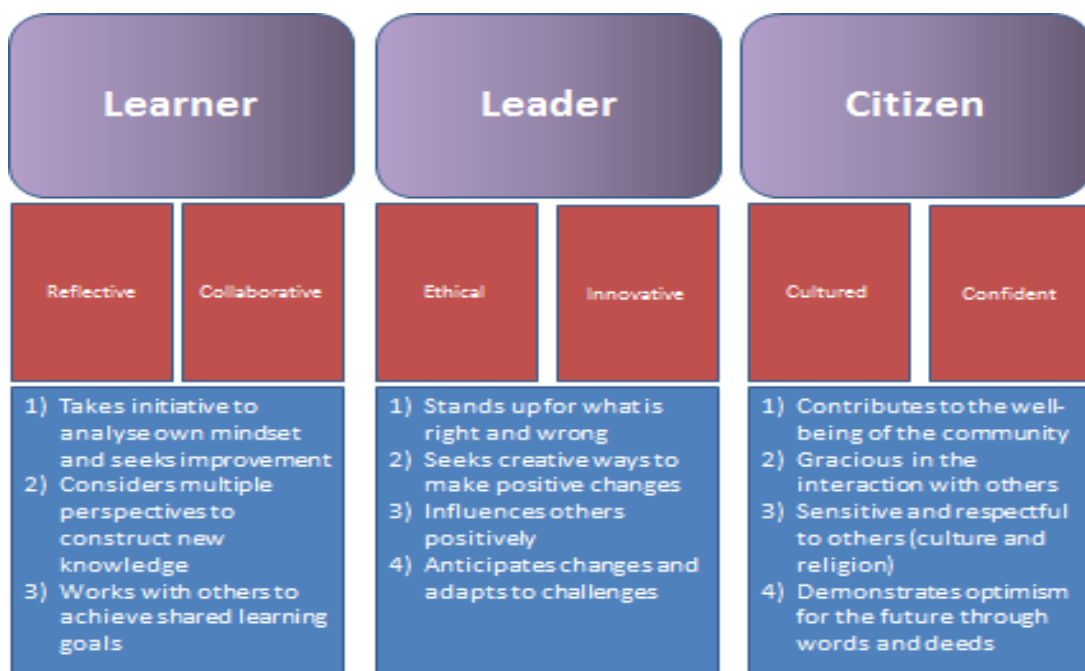 Learner
Reflective
Collaborative
1) Takes initiative to
analyse own mindset
and seeks improvement
2) Considers multiple
perspectives to
construct new
knowledge
3) Works with others to
achieve shared learning
goals
Leader
Ethical
Innovative
1) Stands up for what is
right and wrong
2) Seeks creative ways to
make positive changes
3) Influences others
positively
4) Anticipates changes and
adapts to challenges
Citizen
Cultured
Confident
1) Contributes to the well-
being of the community
2) Gracious in the
interaction with others
3) Sensitive and respectful
to others (culture and
religion)
4) Demonstrates optimism
for the future through
words and deeds